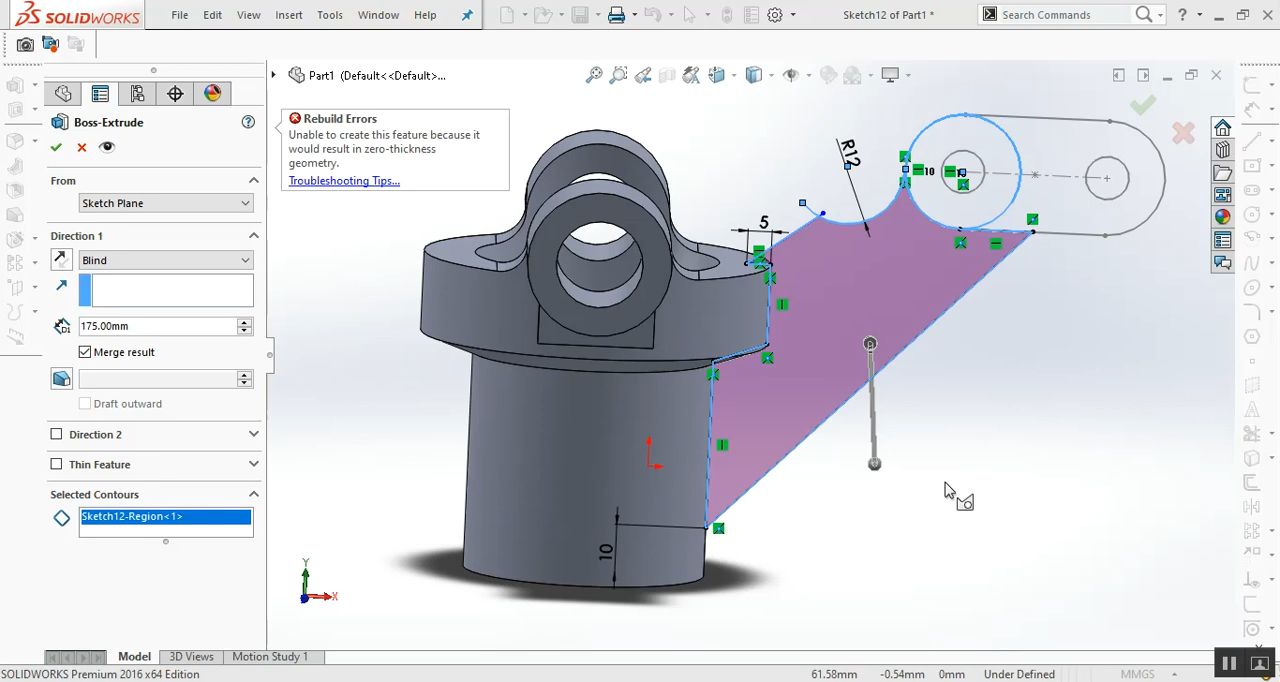 SOLIDWORKS
File Edit View Insert Tools Window Help
Sketch12 of Part1 *
Search Commands
Part1 (Default<<Default>...
Boss-Extrude
From
Sketch Plane
Direction 1
Blind
D1
175.00mm
Merge result
Draft outward
Direction 2
Thin Feature
Selected Contours
Sketch12-Region<1>
Rebuild Errors
Unable to create this feature because it
would result in zero-thickness
geometry.
Troubleshooting Tips...
R12
10
5
10
Y
X
Model 3D Views Motion Study 1
SOLIDWORKS Premium 2016 x64 Edition
61.58mm -0.54mm 0mm Under Defined MMGS